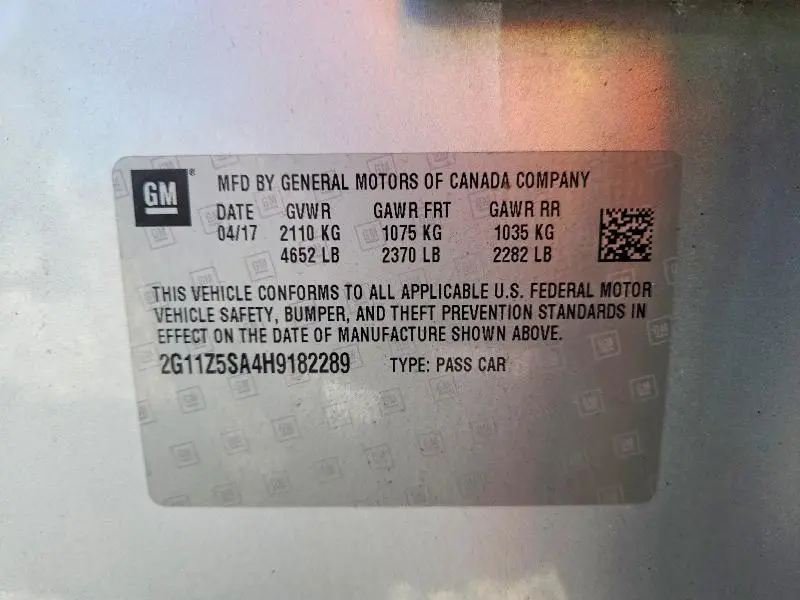 GM ® MFD BY GENERAL MOTORS OF CANADA COMPANY
DATE GVWR GAWR FRT GAWR RR
04/17 2110 KG 1075 KG 1035 KG
4652 LB 2370 LB 2282 LB
THIS VEHICLE CONFORMS TO ALL APPLICABLE U.S. FEDERAL MOTOR
VEHICLE SAFETY, BUMPER, AND THEFT PREVENTION STANDARDS IN
EFFECT ON THE DATE OF MANUFACTURE SHOWN ABOVE.
2G11Z5SA4H9182289 TYPE: PASS CAR